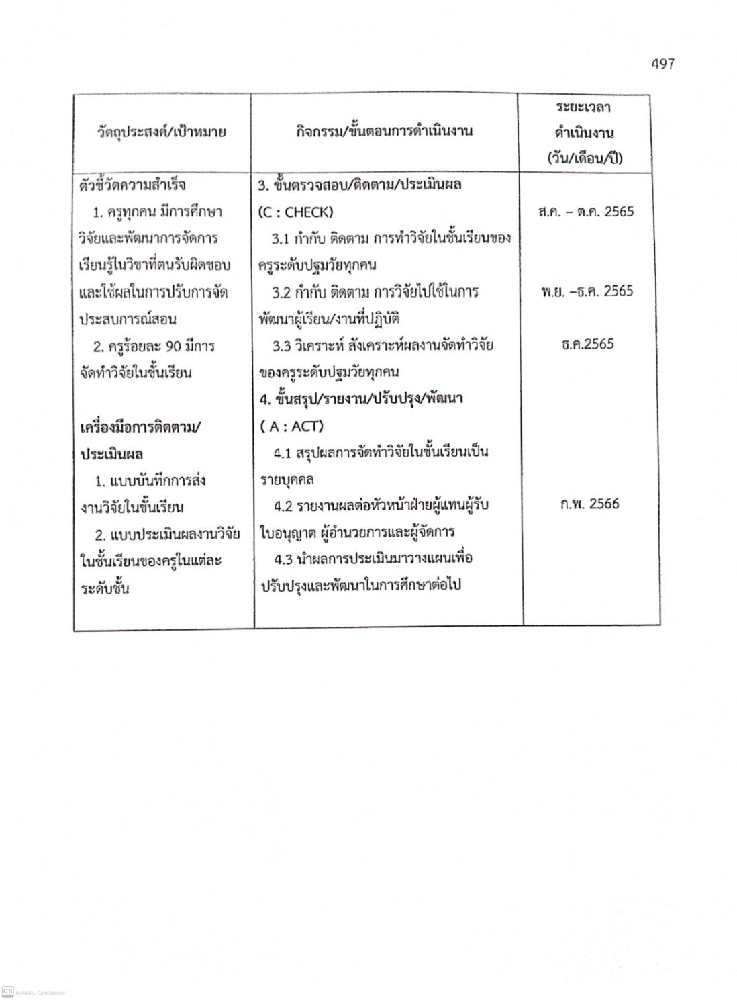 497
วัตถุประสงค์/เป้าหมาย
กิจกรรม/ขั้นตอนการดำเนินงาน
ระยะเวลา
ดำเนินงาน
(วัน/เดือน/ปี)
ตัวชี้วัดความสำเร็จ
1. ครูทุกคน มีการศึกษา
วิจัยและพัฒนาการจัดการ
เรียนรู้ในวิชาที่ตนรับผิดชอบ
และใช้ผลในการปรับการจัด
ประสบการณ์สอน
2. ครูร้อยละ 90 มีการ
จัดทำวิจัยในชั้นเรียน
เครื่องมือการติดตาม/
ประเมินผล
1. แบบบันทึกการส่ง
งานวิจัยในชั้นเรียน
2. แบบประเมินผลงานวิจัย
ในชั้นเรียนของครูในแต่ละ
ระดับชั้น
3. ขั้นตรวจสอบ/ติดตาม/ประเมินผล
(C : CHECK)
3.1 กำกับ ติดตาม การทำวิจัยในชั้นเรียนของ
ครูระดับปฐมวัยทุกคน
3.2 กำกับ ติดตาม การวิจัยไปใช้ในการ
พัฒนาผู้เรียน/งานที่ปฏิบัติ
3.3 วิเคราะห์ สังเคราะห์ผลงานจัดทำวิจัย
ของครูระดับปฐมวัยทุกคน
4. ขั้นสรุป/รายงาน/ปรับปรุง/พัฒนา
( A : ACT)
4.1 สรุปผลการจัดทำวิจัยในชั้นเรียนเป็น
รายบุคคล
4.2 รายงานผลต่อหัวหน้าฝ่ายผู้แทนผู้รับ
ใบอนุญาต ผู้อำนวยการและผู้จัดการ
4.3 นำผลการประเมินมาวางแผนเพื่อ
ปรับปรุงและพัฒนาในการศึกษาต่อไป
ส.ค. – ต.ค. 2565
พ.ย. –ธ.ค. 2565
ธ.ค.2565
ก.พ. 2566
CS สแกนด้วย CamScanner